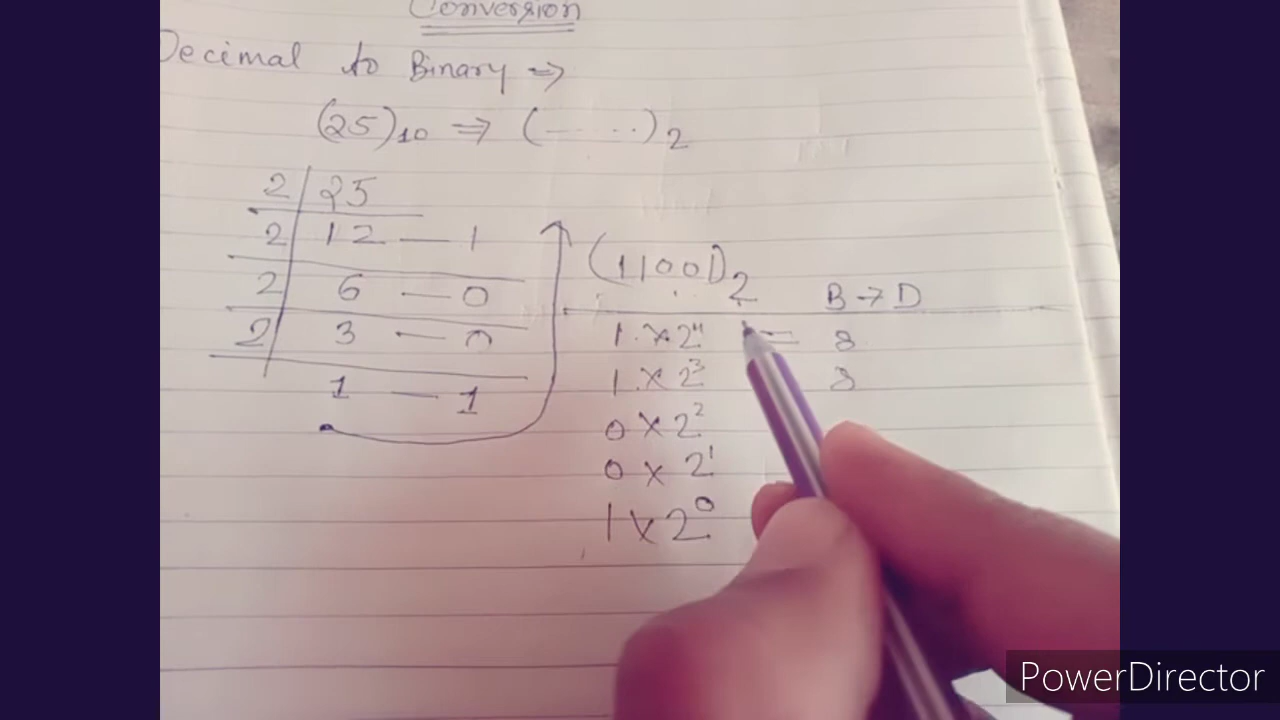 Conversion
Decimal to Binary ⇒
(25)10 ⇒ (-- ..)2
2 | 25
2 | 12 — 1
2 | 6 — 0
2 | 3 — 0
1 — 1
(11001)2
B → D
1 × 2⁴ = 8
1 × 2³ 8
0 × 2²
0 × 2¹
1 × 2⁰
PowerDirector